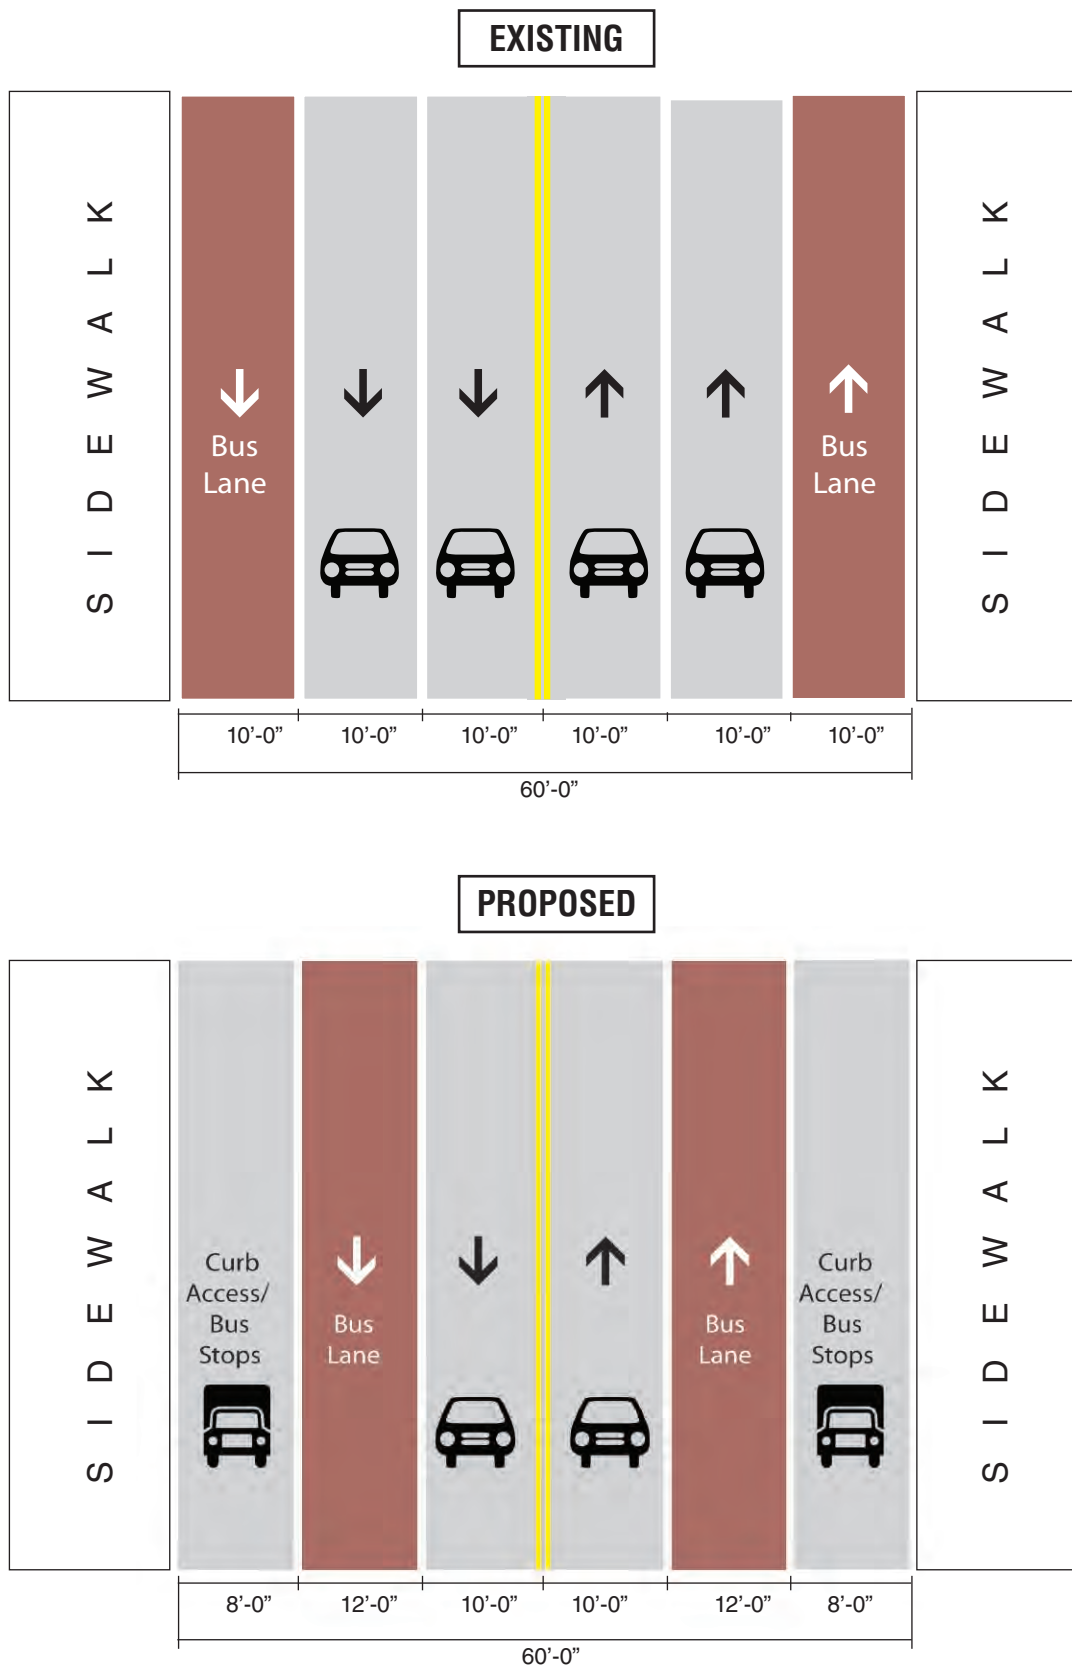 EXISTING
SIDEWALK
Bus
Lane
Bus
Lane
SIDEWALK
10’-0”
10’-0”
10’-0”
10’-0”
10’-0”
10’-0”
60’-0”
PROPOSED
SIDEWALK
Curb
Access/
Bus
Stops
Bus
Lane
Bus
Lane
Curb
Access/
Bus
Stops
SIDEWALK
8’-0”
12’-0”
10’-0”
10’-0”
12’-0”
8’-0”
60’-0”